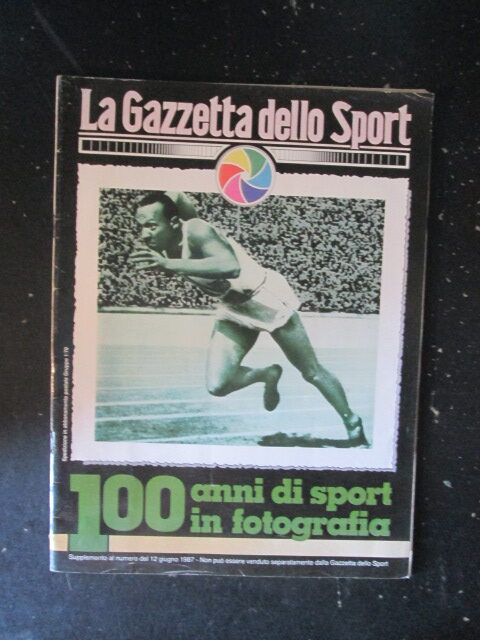 La Gazzetta dello Sport
Spedizione in abbonamento postale Gruppo 1/70
100 anni di sport
in fotografia
Supplemento al numero del 12 giugno 1987 - Non può essere venduto separatamente dalla Gazzetta dello Sport